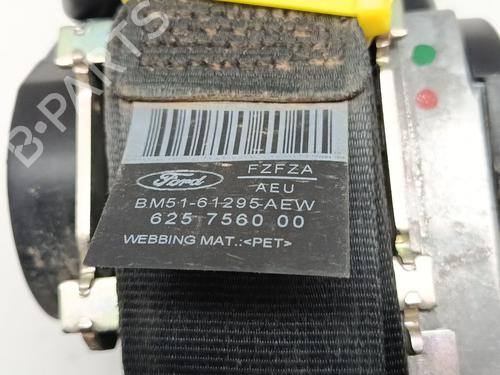 B-PARTS
Ford
FZFZA
AEU
BM51-61295-AEW
625 7560 00
WEBBING MAT.:<PET>